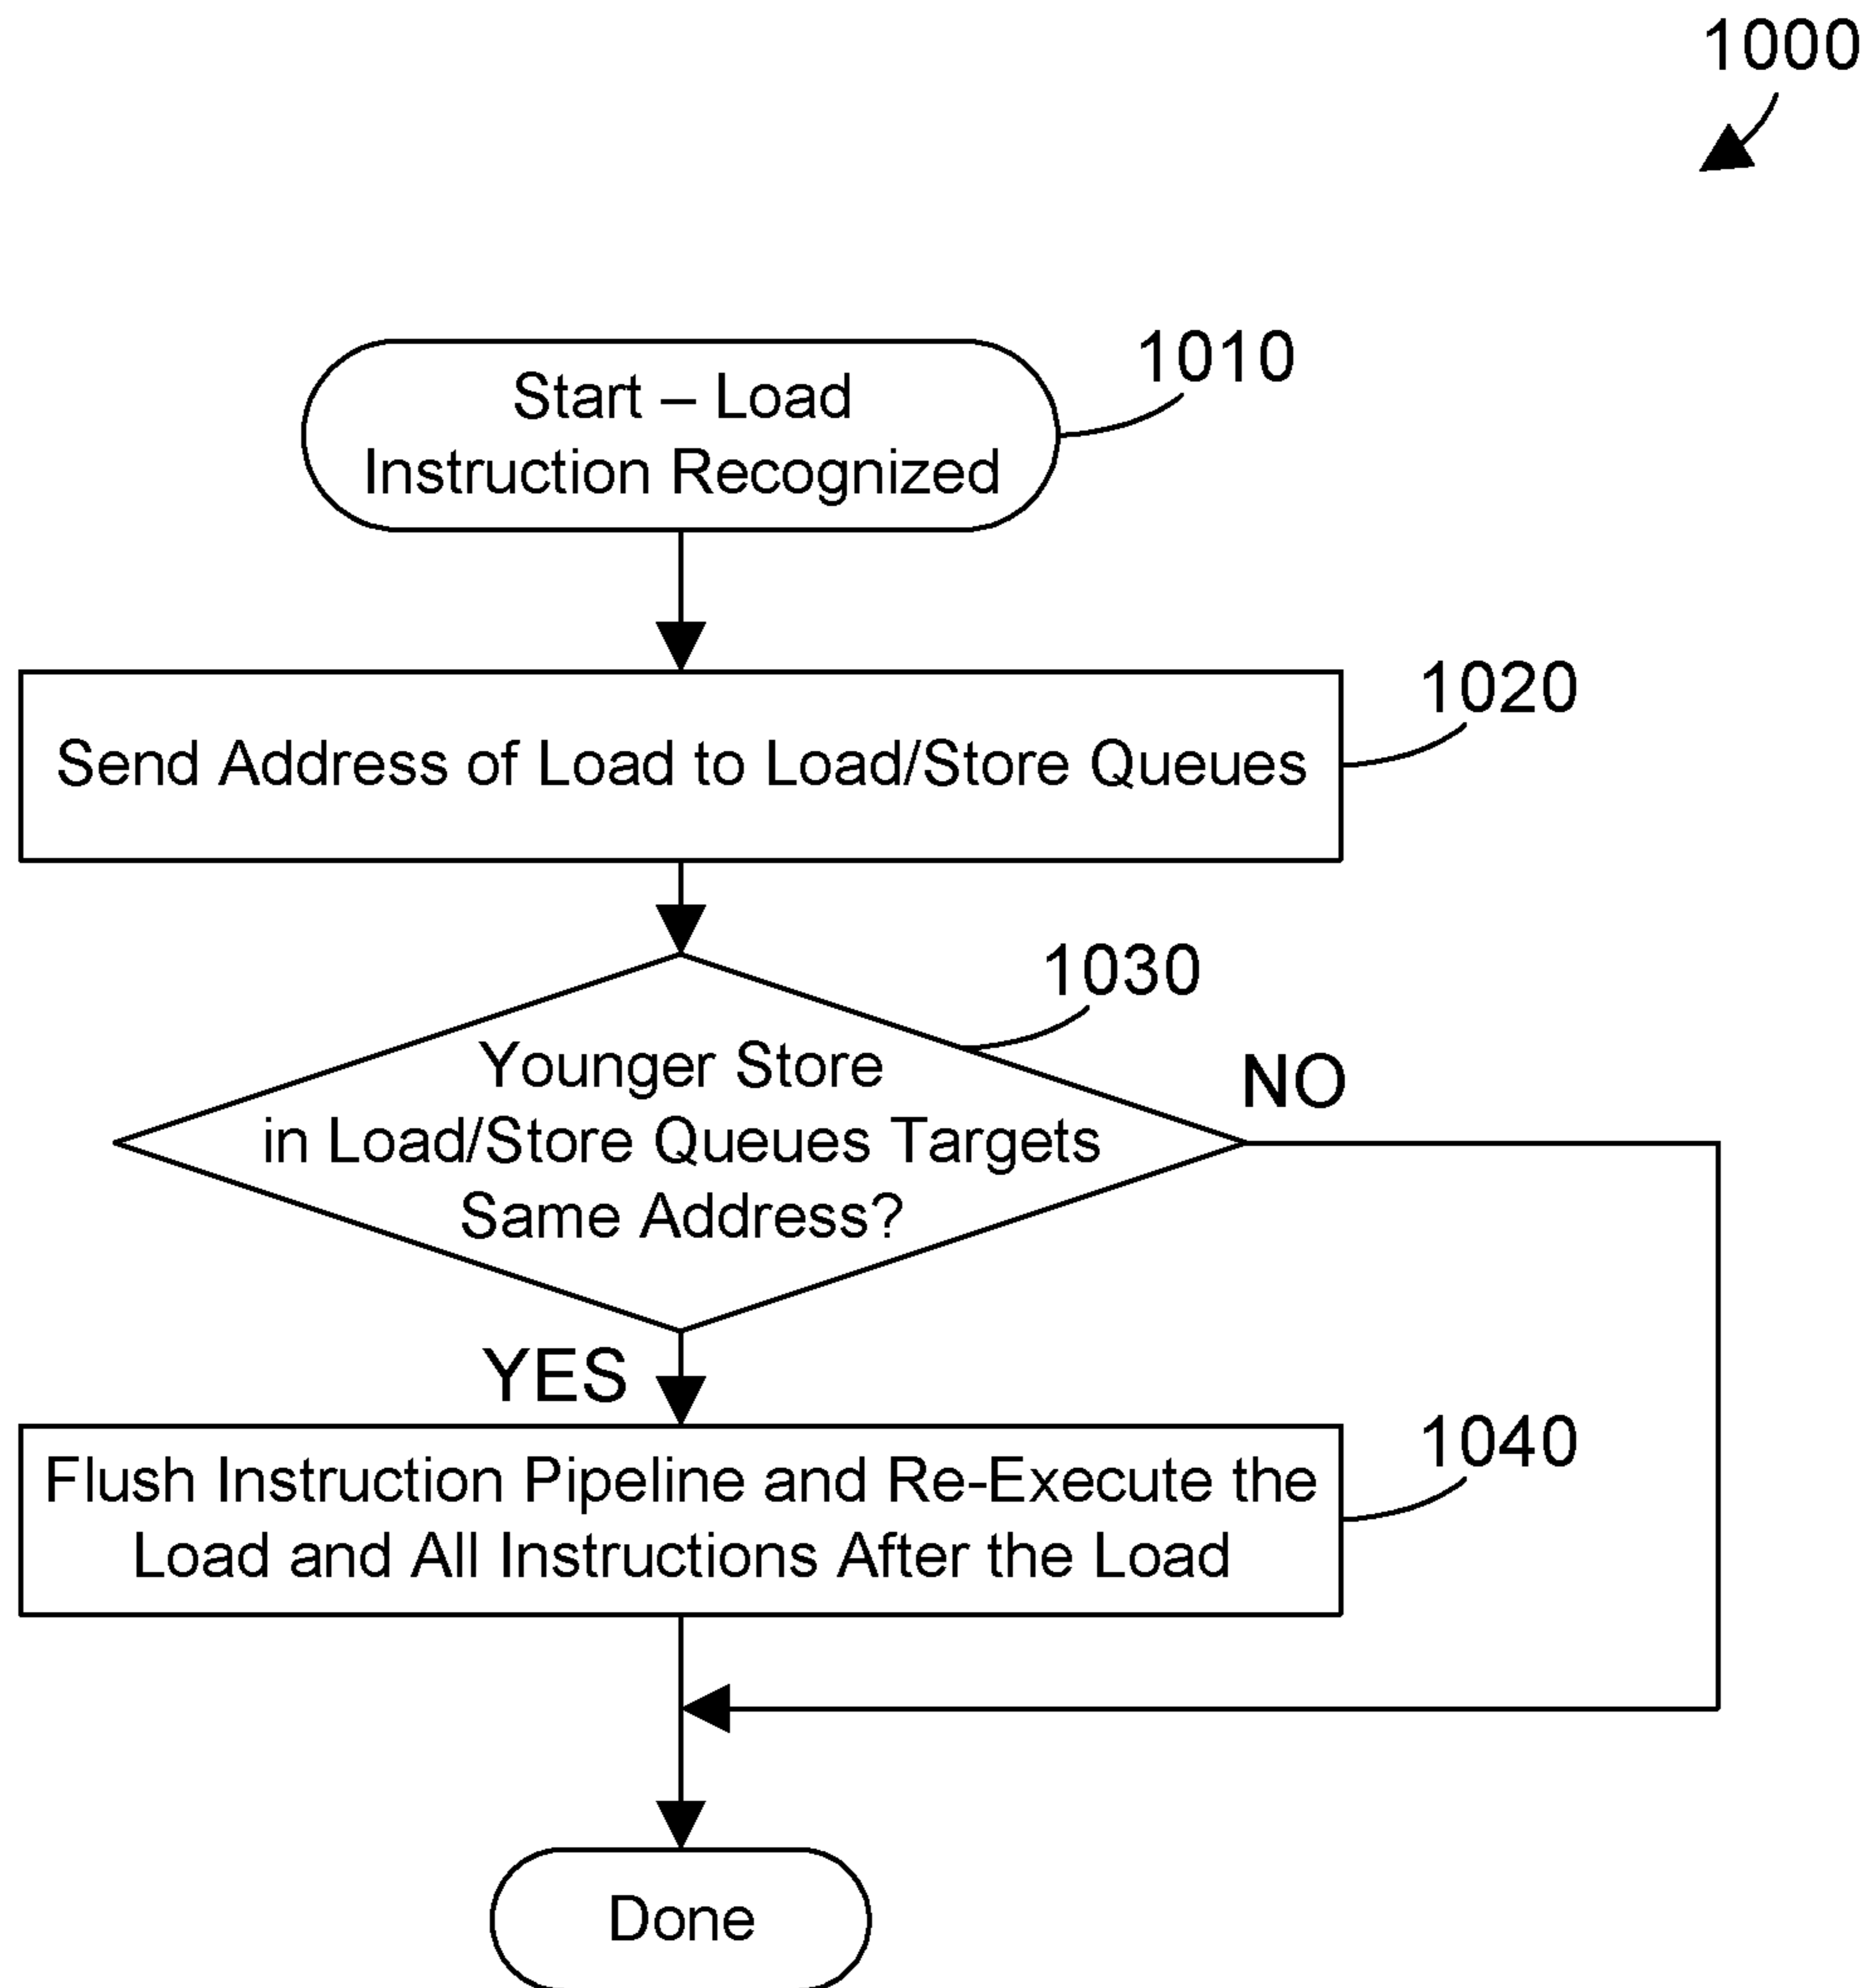 1000
Start – Load
Instruction Recognized
1010
Send Address of Load to Load/Store Queues
1020
Younger Store
in Load/Store Queues Targets
Same Address?
1030
NO
YES
Flush Instruction Pipeline and Re-Execute the
Load and All Instructions After the Load
1040
Done